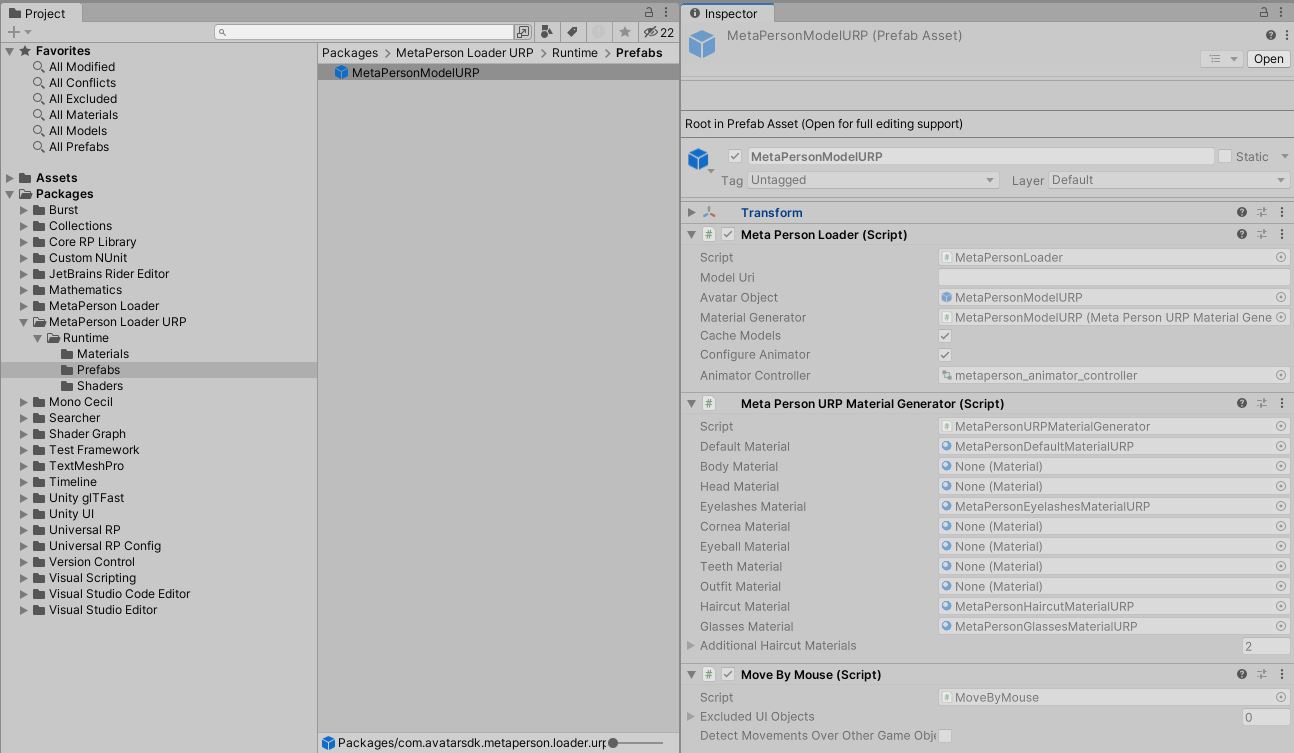 Project
22
Favorites
All Modified
All Conflicts
All Excluded
All Materials
All Models
All Prefabs
Assets
Packages
Burst
Collections
Core RP Library
Custom NUnit
JetBrains Rider Editor
Mathematics
MetaPerson Loader
MetaPerson Loader URP
Runtime
Materials
Prefabs
Shaders
Mono Cecil
Searcher
Shader Graph
Test Framework
TextMeshPro
Timeline
Unity glTFast
Unity UI
Universal RP
Universal RP Config
Version Control
Visual Scripting
Visual Studio Code Editor
Visual Studio Editor
Packages > MetaPerson Loader URP > Runtime > Prefabs
MetaPersonModelURP
Packages/com.avatarsdk.metaperson.loader.urp
Inspector
MetaPersonModelURP (Prefab Asset)
Open
Root in Prefab Asset (Open for full editing support)
MetaPersonModelURP Static
Tag Untagged Layer Default
Transform
# Meta Person Loader (Script)
Script # MetaPersonLoader
Model Uri
Avatar Object MetaPersonModelURP
Material Generator # MetaPersonModelURP (Meta Person URP Material Gene
Cache Models
Configure Animator
Animator Controller metaperson_animator_controller
# Meta Person URP Material Generator (Script)
Script # MetaPersonURPMaterialGenerator
Default Material MetaPersonDefaultMaterialURP
Body Material None (Material)
Head Material None (Material)
Eyelashes Material MetaPersonEyelashesMaterialURP
Cornea Material None (Material)
Eyeball Material None (Material)
Teeth Material None (Material)
Outfit Material None (Material)
Haircut Material MetaPersonHaircutMaterialURP
Glasses Material MetaPersonGlassesMaterialURP
Additional Haircut Materials 2
# Move By Mouse (Script)
Script # MoveByMouse
Excluded UI Objects 0
Detect Movements Over Other Game Obje